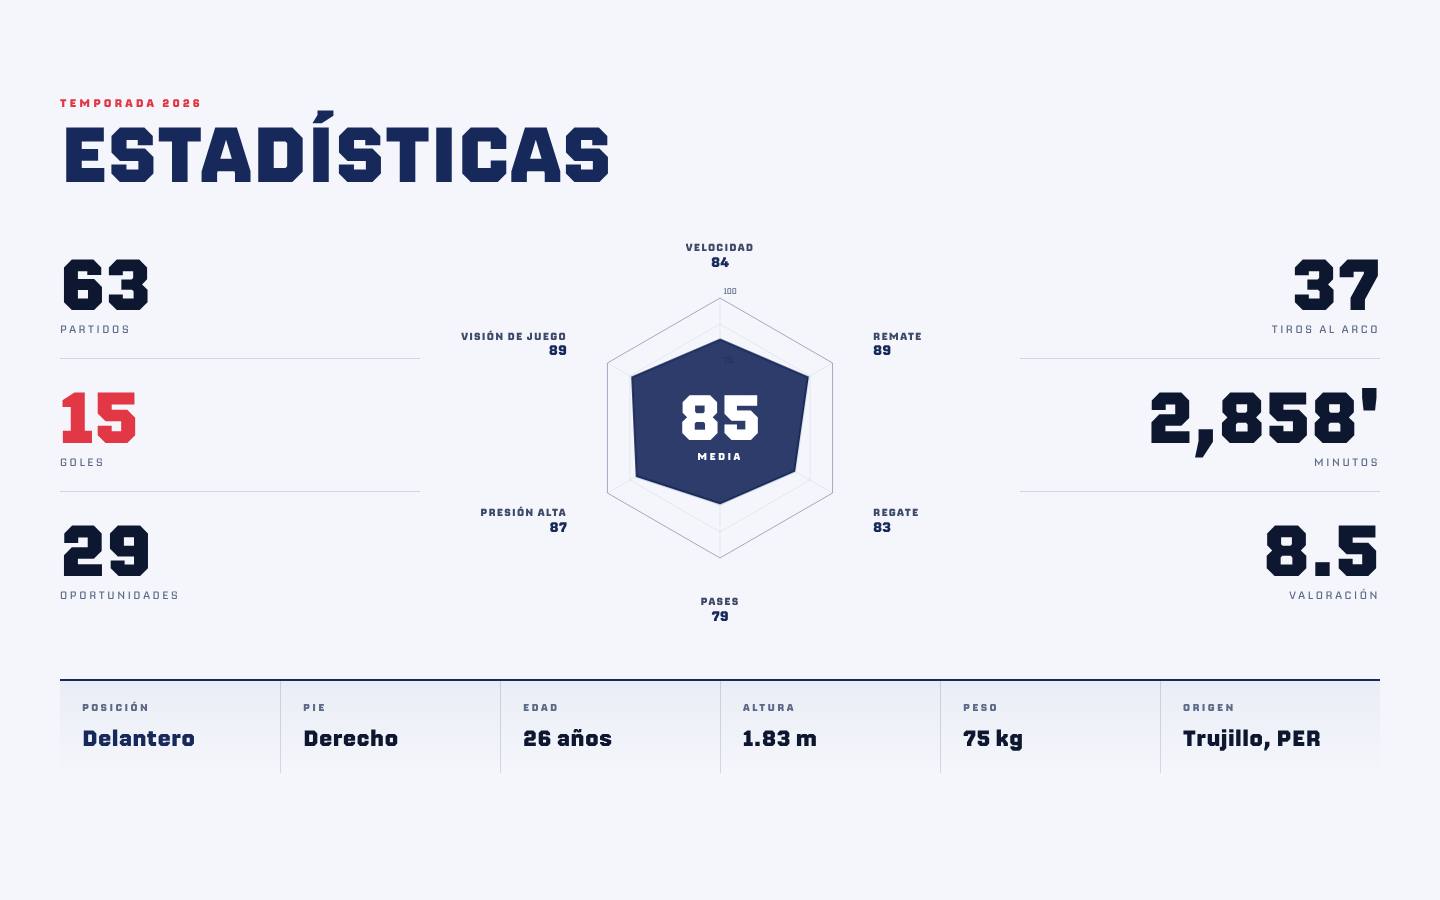 TEMPORADA 2026
ESTADÍSTICAS
63
PARTIDOS
15
GOLES
29
OPORTUNIDADES
VELOCIDAD
84
100
75
VISIÓN DE JUEGO
89
REMATE
89
85
MEDIA
PRESIÓN ALTA
87
REGATE
83
PASES
79
37
TIROS AL ARCO
2,858'
MINUTOS
8.5
VALORACIÓN
POSICIÓN
Delantero
PIE
Derecho
EDAD
26 años
ALTURA
1.83 m
PESO
75 kg
ORIGEN
Trujillo, PER